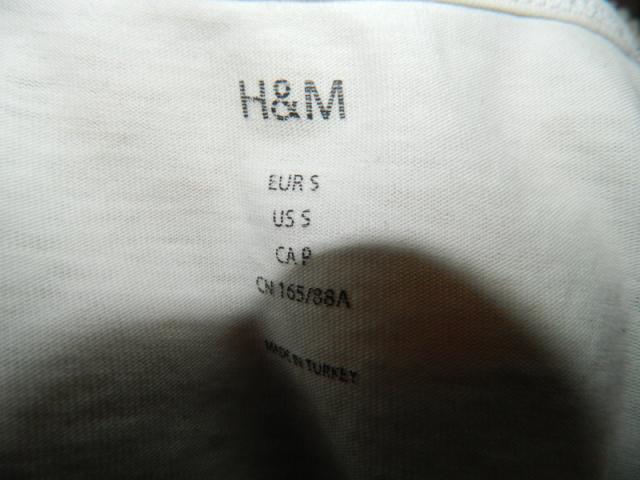 H&M
EUR S
US S
CA P
CN 165/88A
MADE IN TURKEY